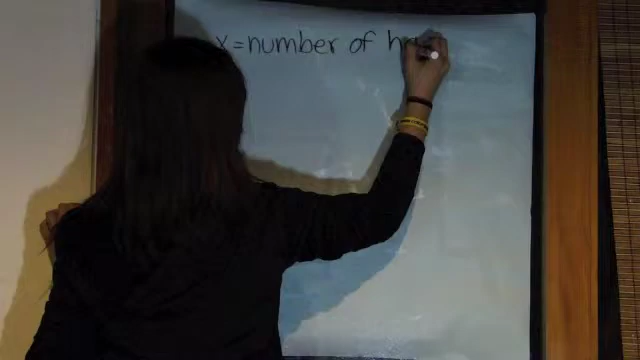 x = number of